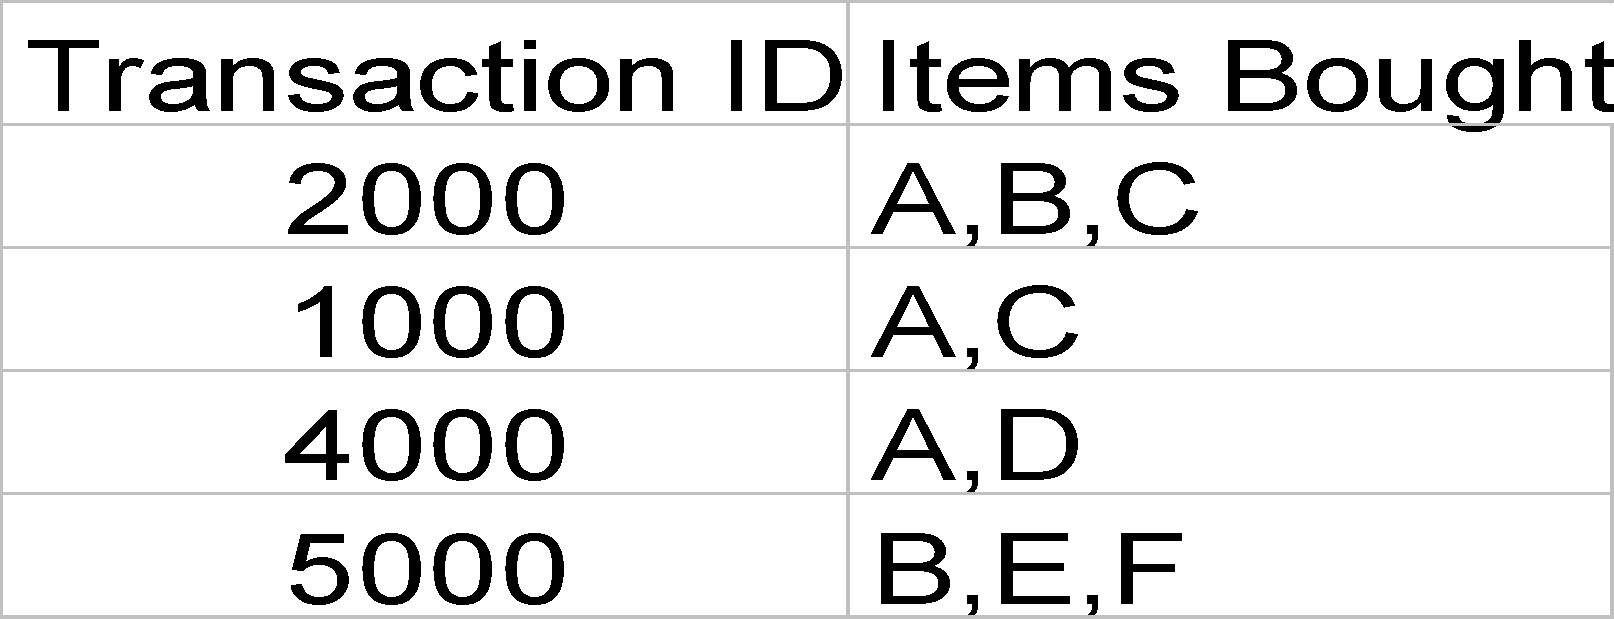 Transaction ID Items Bought
2000 A,B,C
1000 A,C
4000 A,D
5000 B,E,F